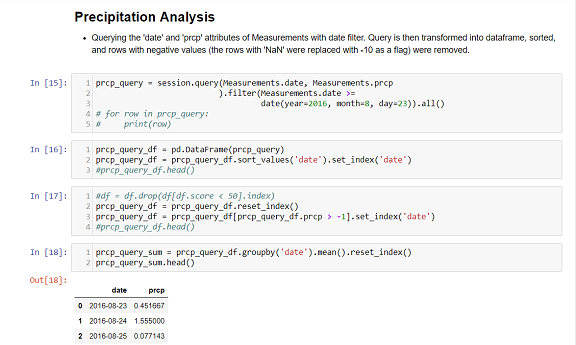 Precipitation Analysis
• Querying the 'date' and 'prcp' attributes of Measurements with date filter. Query is then transformed into dataframe, sorted,
and rows with negative values (the rows with 'NaN' were replaced with -10 as a flag) were removed.
In [15]:
1 prcp_query = session.query(Measurements.date, Measurements.prcp
2 ).filter(Measurements.date >=
3 date(year=2016, month=8, day=23)).all()
4 # for row in prcp_query:
5 # print(row)
In [16]:
1 prcp_query_df = pd.DataFrame(prcp_query)
2 prcp_query_df = prcp_query_df.sort_values('date').set_index('date')
3 #prcp_query_df.head()
In [17]:
1 #df = df.drop(df[df.score < 50].index)
2 prcp_query_df = prcp_query_df.reset_index()
3 prcp_query_df = prcp_query_df[prcp_query_df.prcp > -1].set_index('date')
4 #prcp_query_df.head()
In [18]:
1 prcp_query_sum = prcp_query_df.groupby('date').mean().reset_index()
2 prcp_query_sum.head()
Out[18]:
date prcp
0 2016-08-23 0.451667
1 2016-08-24 1.555000
2 2016-08-25 0.077143